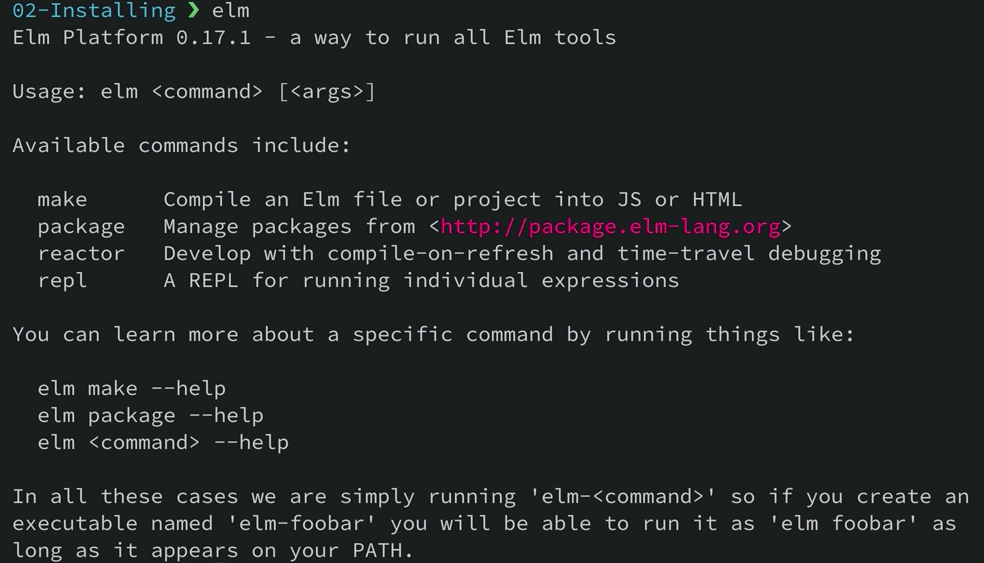 02-Installing ❯ elm
Elm Platform 0.17.1 - a way to run all Elm tools
Usage: elm <command> [<args>]
Available commands include:
make Compile an Elm file or project into JS or HTML
package Manage packages from <http://package.elm-lang.org>
reactor Develop with compile-on-refresh and time-travel debugging
repl A REPL for running individual expressions
You can learn more about a specific command by running things like:
elm make --help
elm package --help
elm <command> --help
In all these cases we are simply running 'elm-<command>' so if you create an
executable named 'elm-foobar' you will be able to run it as 'elm foobar' as
long as it appears on your PATH.